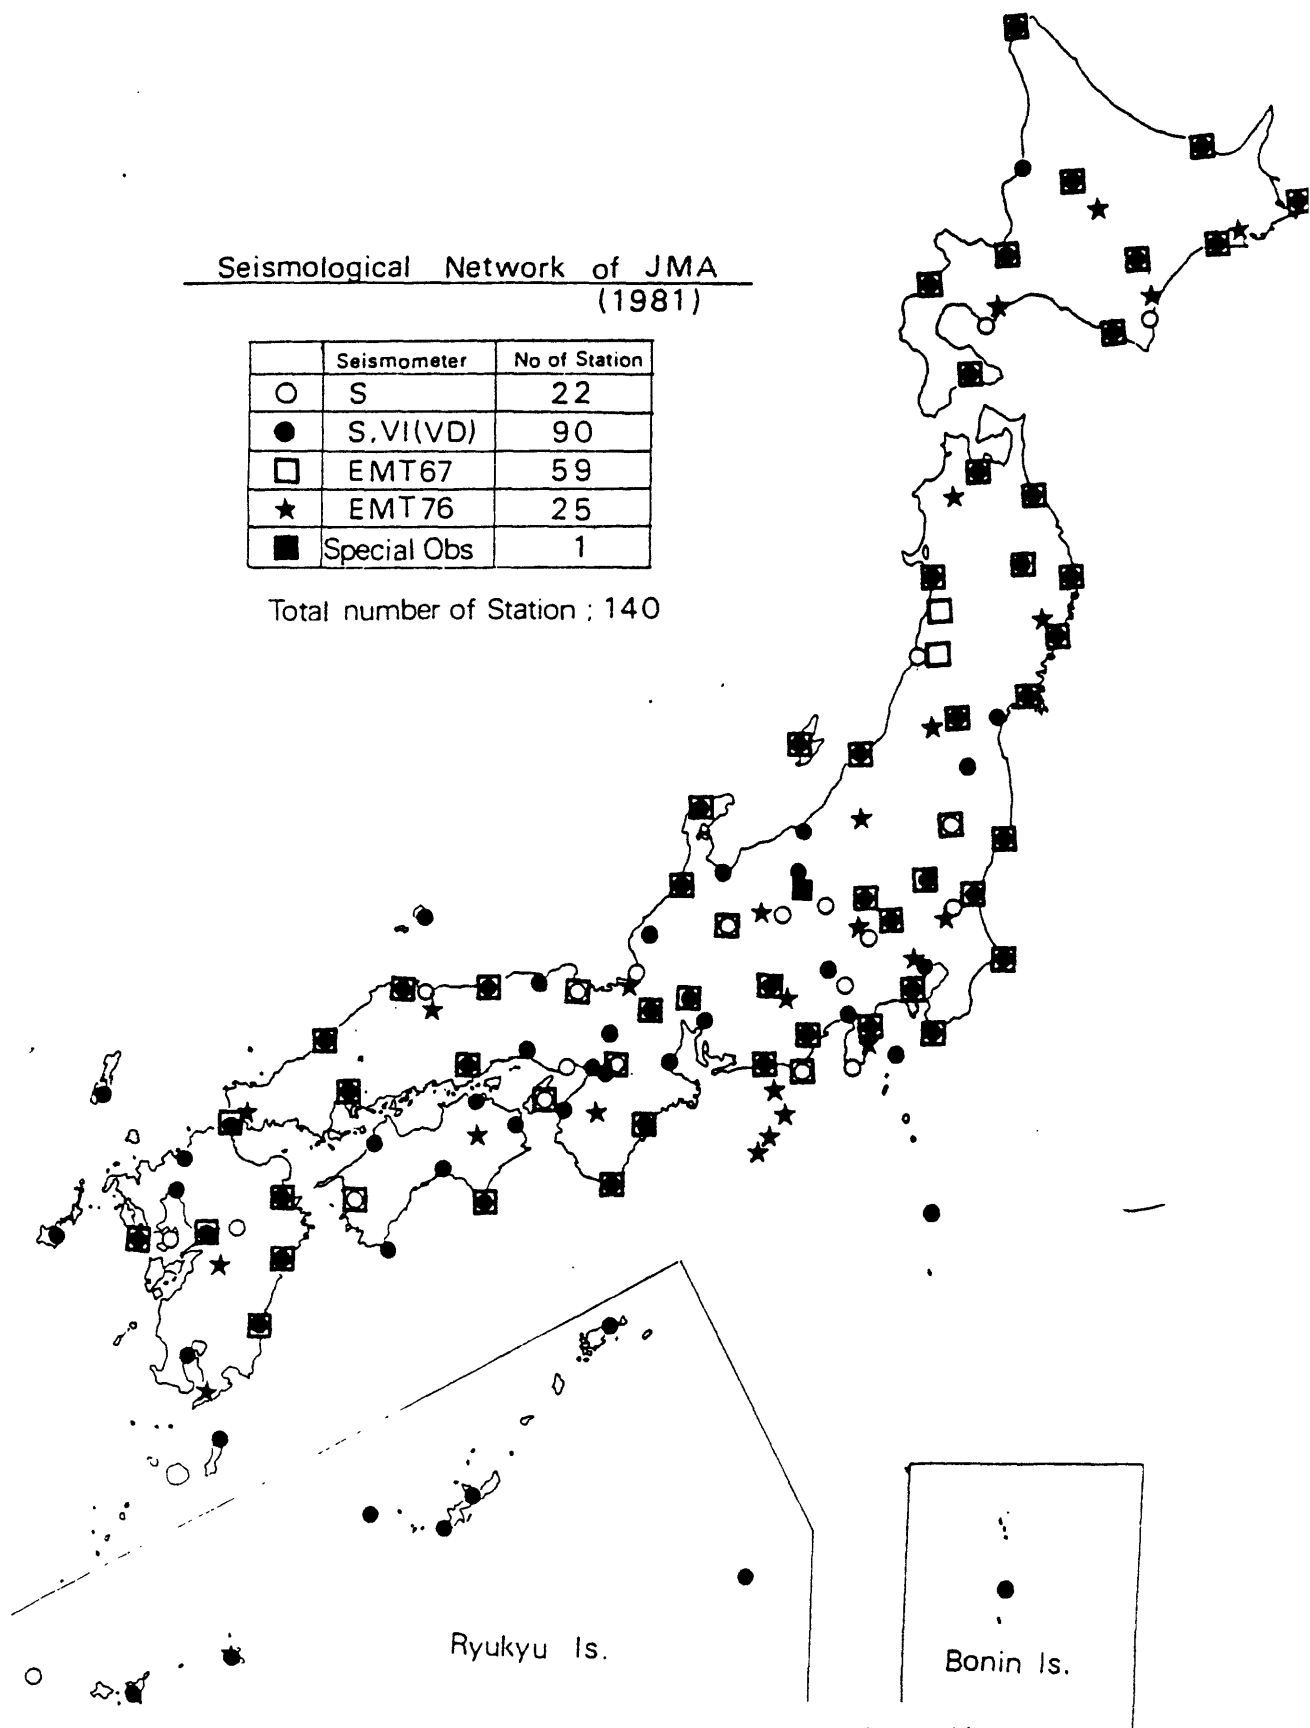 Seismological Network of JMA
(1981)
Seismometer No of Station
S 22
S.VI(VD) 90
EMT67 59
EMT76 25
Special Obs 1
Total number of Station : 140
Ryukyu Is.
Bonin Is.